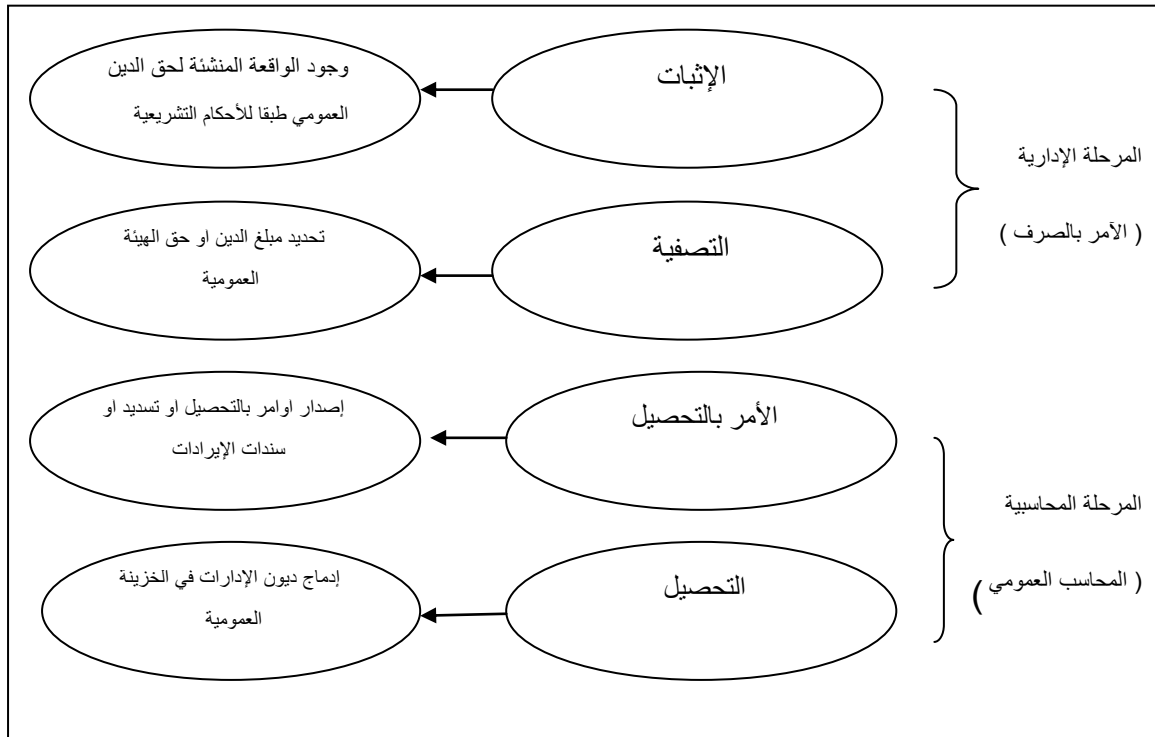 المرحلة الإدارية
( الآمر بالصرف )
الإثبات
وجود الواقعة المنشئة لحق الدين
العمومي طبقا للأحكام التشريعية
التصفية
تحديد مبلغ الدين او حق الهيئة
العمومية
المرحلة المحاسبية
( المحاسب العمومي )
الأمر بالتحصيل
إصدار اوامر بالتحصيل او تسديد او
سندات الإيرادات
التحصيل
إدماج ديون الإدارات في الخزينة
العمومية